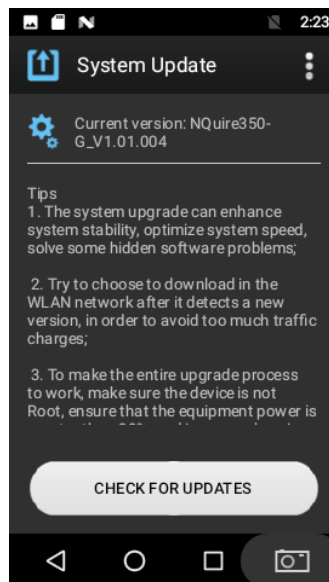 2:23
System Update
Current version: NQuire350-
G_V1.01.004
Tips
1. The system upgrade can enhance
system stability, optimize system speed,
solve some hidden software problems;
2. Try to choose to download in the
WLAN network after it detects a new
version, in order to avoid too much traffic
charges;
3. To make the entire upgrade process
to work, make sure the device is not
Root, ensure that the equipment power is
CHECK FOR UPDATES